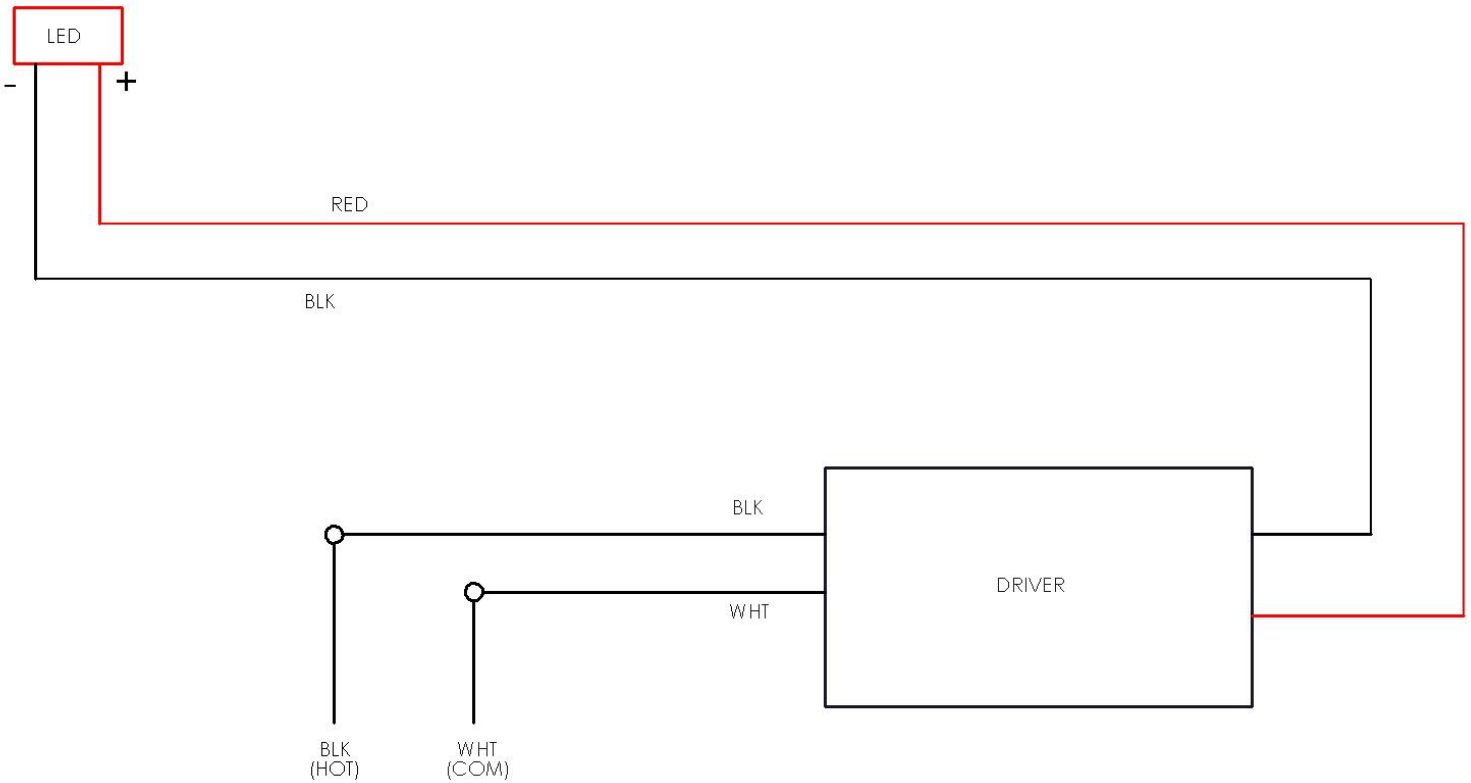 LED
- +
RED
BLK
BLK
DRIVER
WHT
BLK
(HOT)
WHT
(COM)